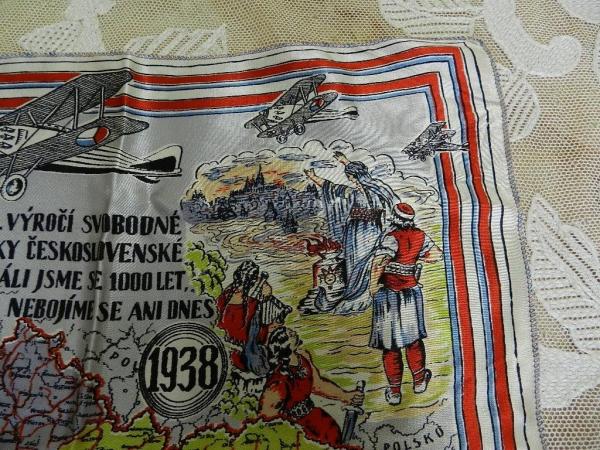 . VÝROČÍ SVOBODNÉ
KY ČESKOSLOVENSKÉ
ÁLI JSME SE 1000 LET.
NEBOJÍME SE ANI DNES
1938
POLSKO